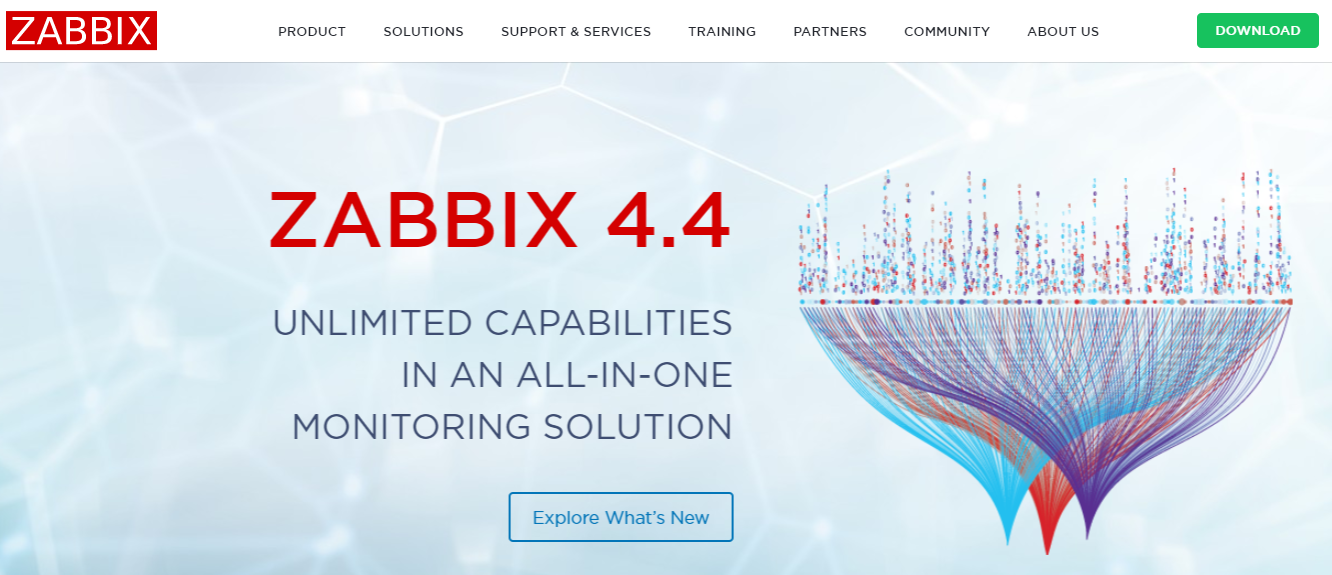 ZABBIX
PRODUCT
SOLUTIONS
SUPPORT & SERVICES
TRAINING
PARTNERS
COMMUNITY
ABOUT US
DOWNLOAD
ZABBIX 4.4
UNLIMITED CAPABILITIES
IN AN ALL-IN-ONE
MONITORING SOLUTION
Explore What's New